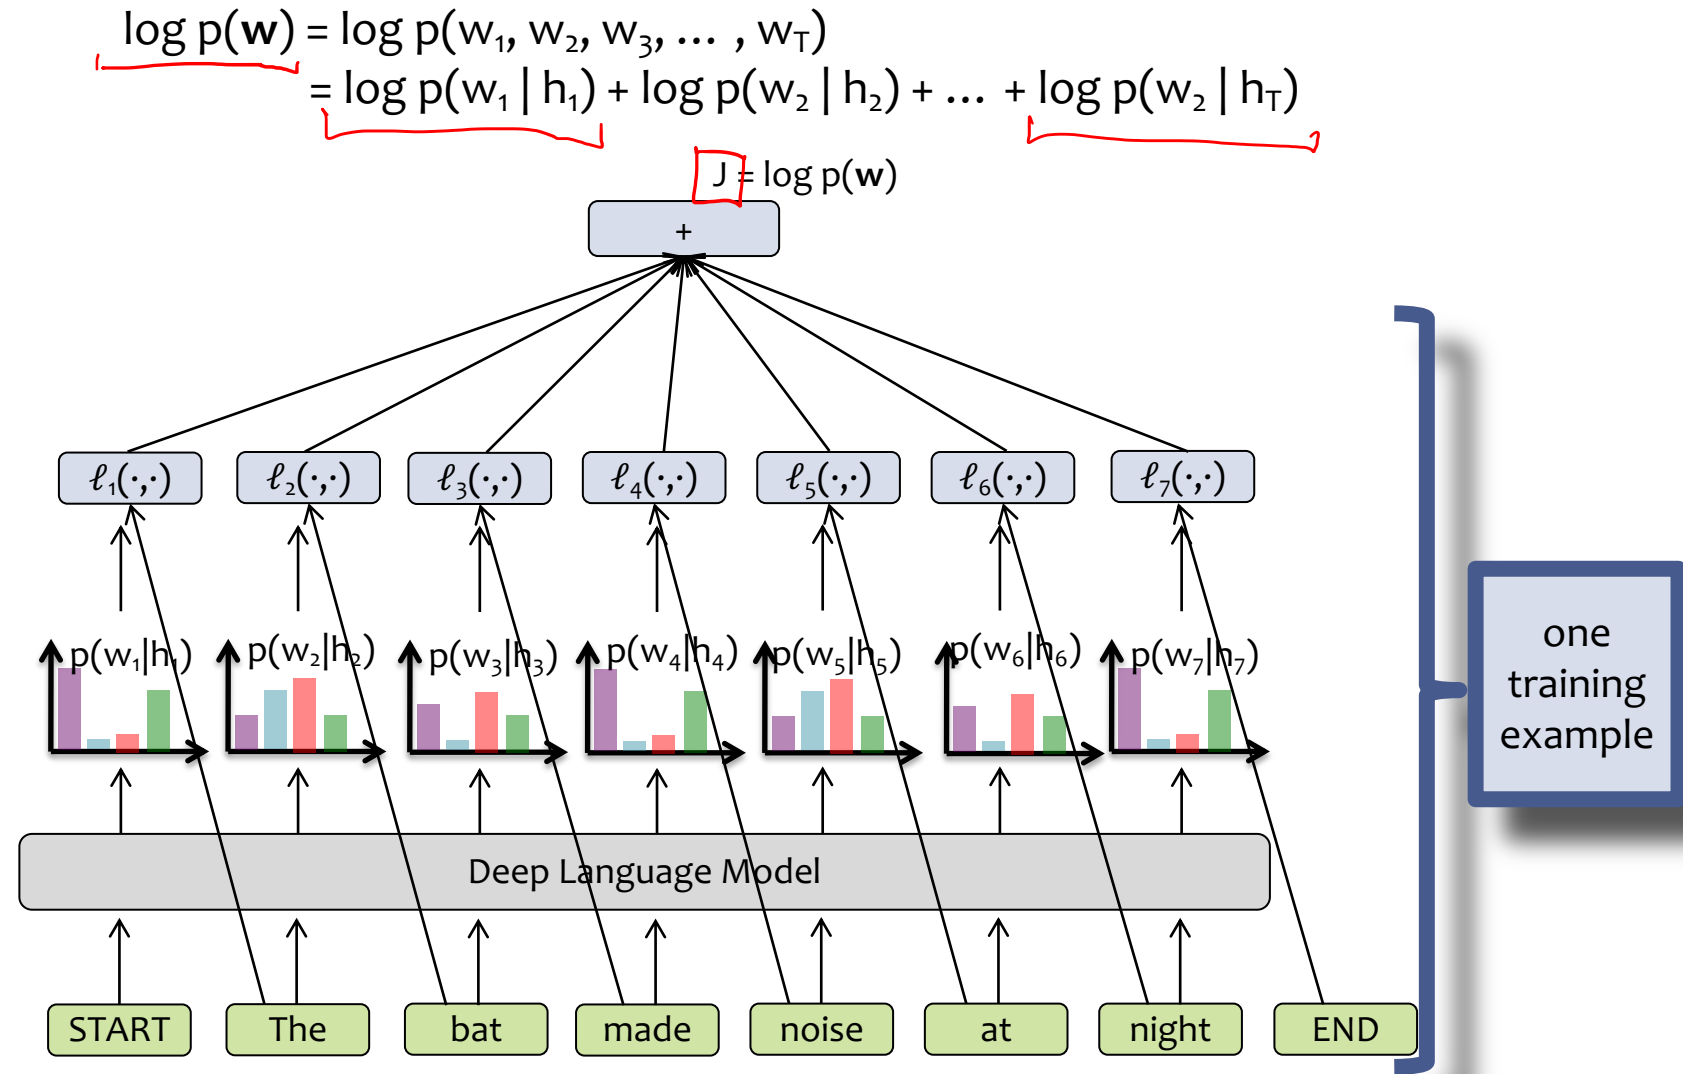 log p(w) = log p(w₁, w₂, w₃, … , w_T)
= log p(w₁ | h₁) + log p(w₂ | h₂) + … + log p(w₂ | h_T)
J = log p(w)
+
ℓ₁(·,·) ℓ₂(·,·) ℓ₃(·,·) ℓ₄(·,·) ℓ₅(·,·) ℓ₆(·,·) ℓ₇(·,·)
p(w₁|h₁) p(w₂|h₂) p(w₃|h₃) p(w₄|h₄) p(w₅|h₅) p(w₆|h₆) p(w₇|h₇)
one
training
example
Deep Language Model
START The bat made noise at night END